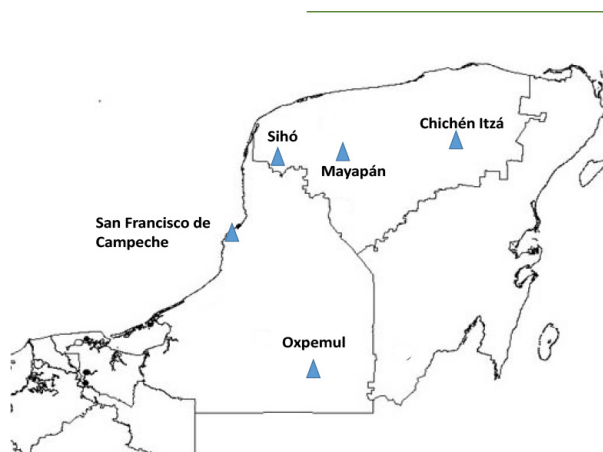 Chichén Itzá
Sihó
Mayapán
San Francisco de
Campeche
Oxpemul